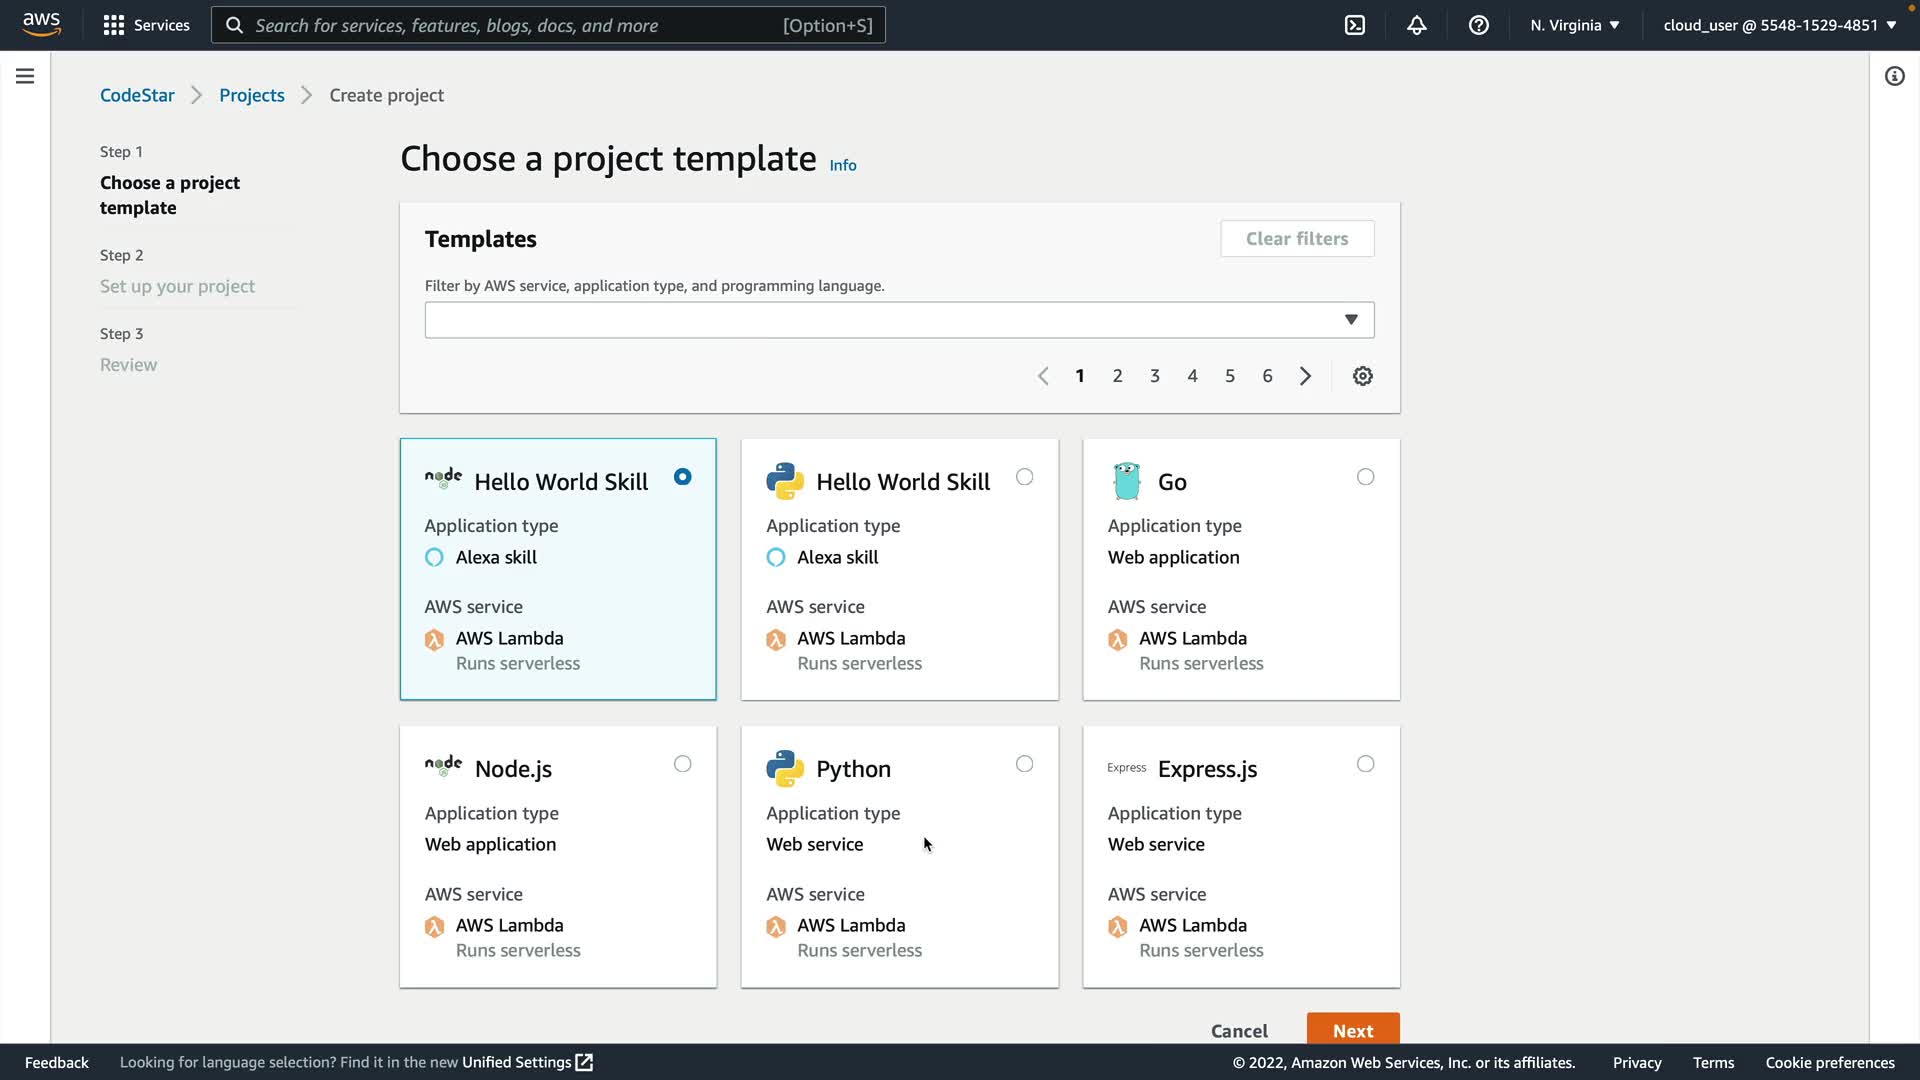 aws
Services
Search for services, features, blogs, docs, and more
[Option+S]
N. Virginia
cloud_user @ 5548-1529-4851
CodeStar
Projects
Create project
Step 1
Choose a project
template
Step 2
Set up your project
Step 3
Review
Choose a project template
Info
Templates
Clear filters
Filter by AWS service, application type, and programming language.
1 2 3 4 5 6
node
Hello World Skill
Application type
Alexa skill
AWS service
AWS Lambda
Runs serverless
Hello World Skill
Application type
Alexa skill
AWS service
AWS Lambda
Runs serverless
Go
Application type
Web application
AWS service
AWS Lambda
Runs serverless
node
Node.js
Application type
Web application
AWS service
AWS Lambda
Runs serverless
Python
Application type
Web service
AWS service
AWS Lambda
Runs serverless
Express
Express.js
Application type
Web service
AWS service
AWS Lambda
Runs serverless
Cancel
Next
Feedback
Looking for language selection? Find it in the new Unified Settings
© 2022, Amazon Web Services, Inc. or its affiliates.
Privacy
Terms
Cookie preferences